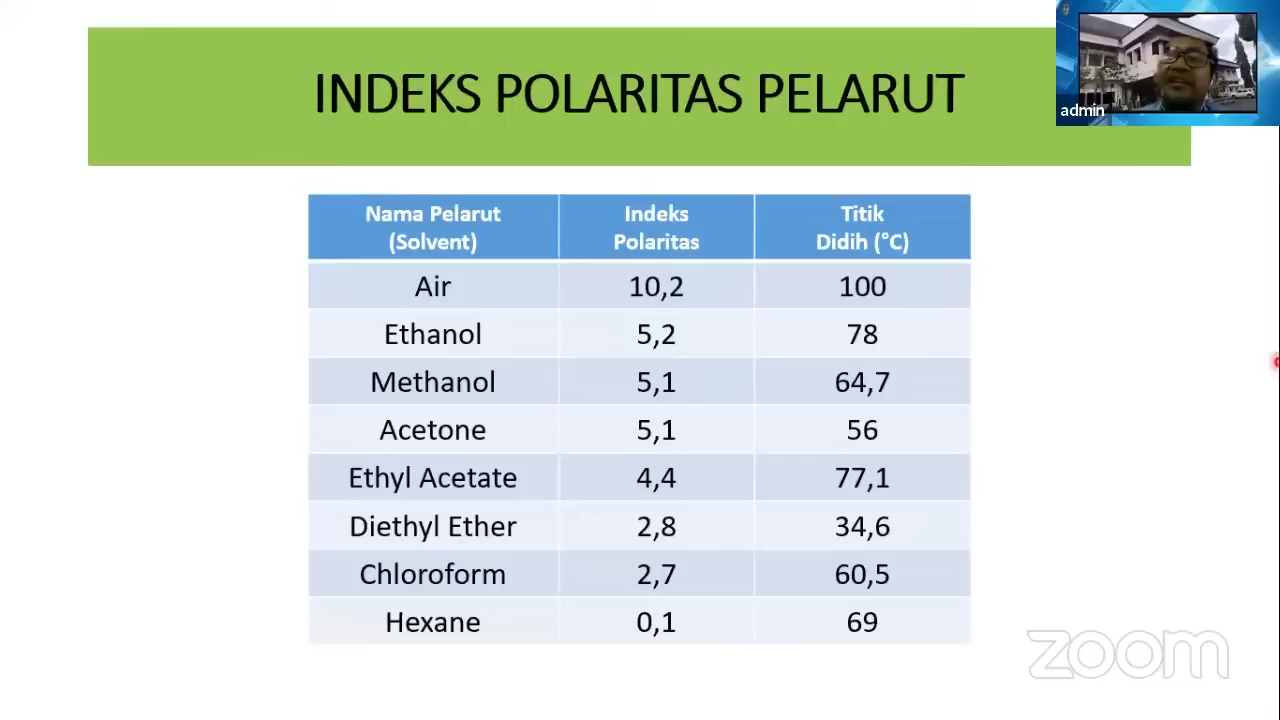 INDEKS POLARITAS PELARUT
admin
Nama Pelarut (Solvent) Indeks Polaritas Titik Didih (°C)
Air 10,2 100
Ethanol 5,2 78
Methanol 5,1 64,7
Acetone 5,1 56
Ethyl Acetate 4,4 77,1
Diethyl Ether 2,8 34,6
Chloroform 2,7 60,5
Hexane 0,1 69
zoom